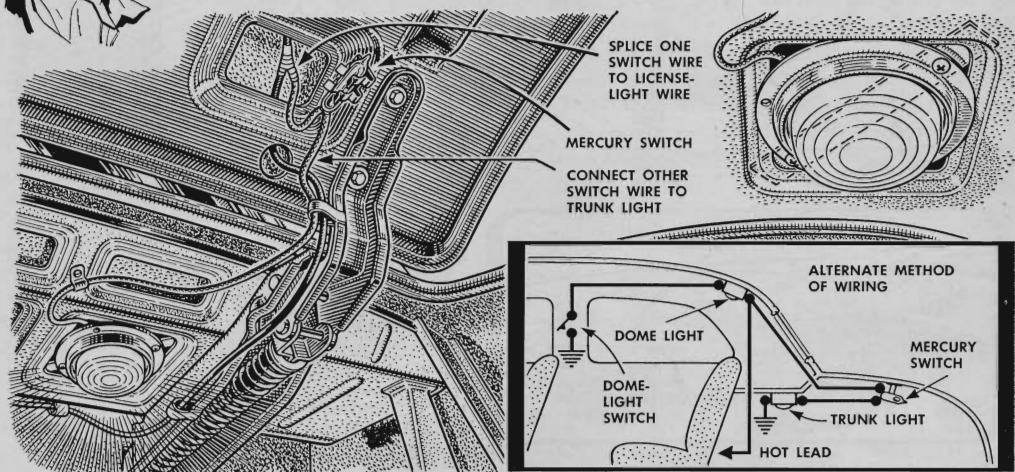 SPLICE ONE
SWITCH WIRE
TO LICENSE-
LIGHT WIRE
MERCURY SWITCH
CONNECT OTHER
SWITCH WIRE TO
TRUNK LIGHT
ALTERNATE METHOD
OF WIRING
DOME LIGHT
MERCURY
SWITCH
DOME-
LIGHT
SWITCH
TRUNK LIGHT
HOT LEAD